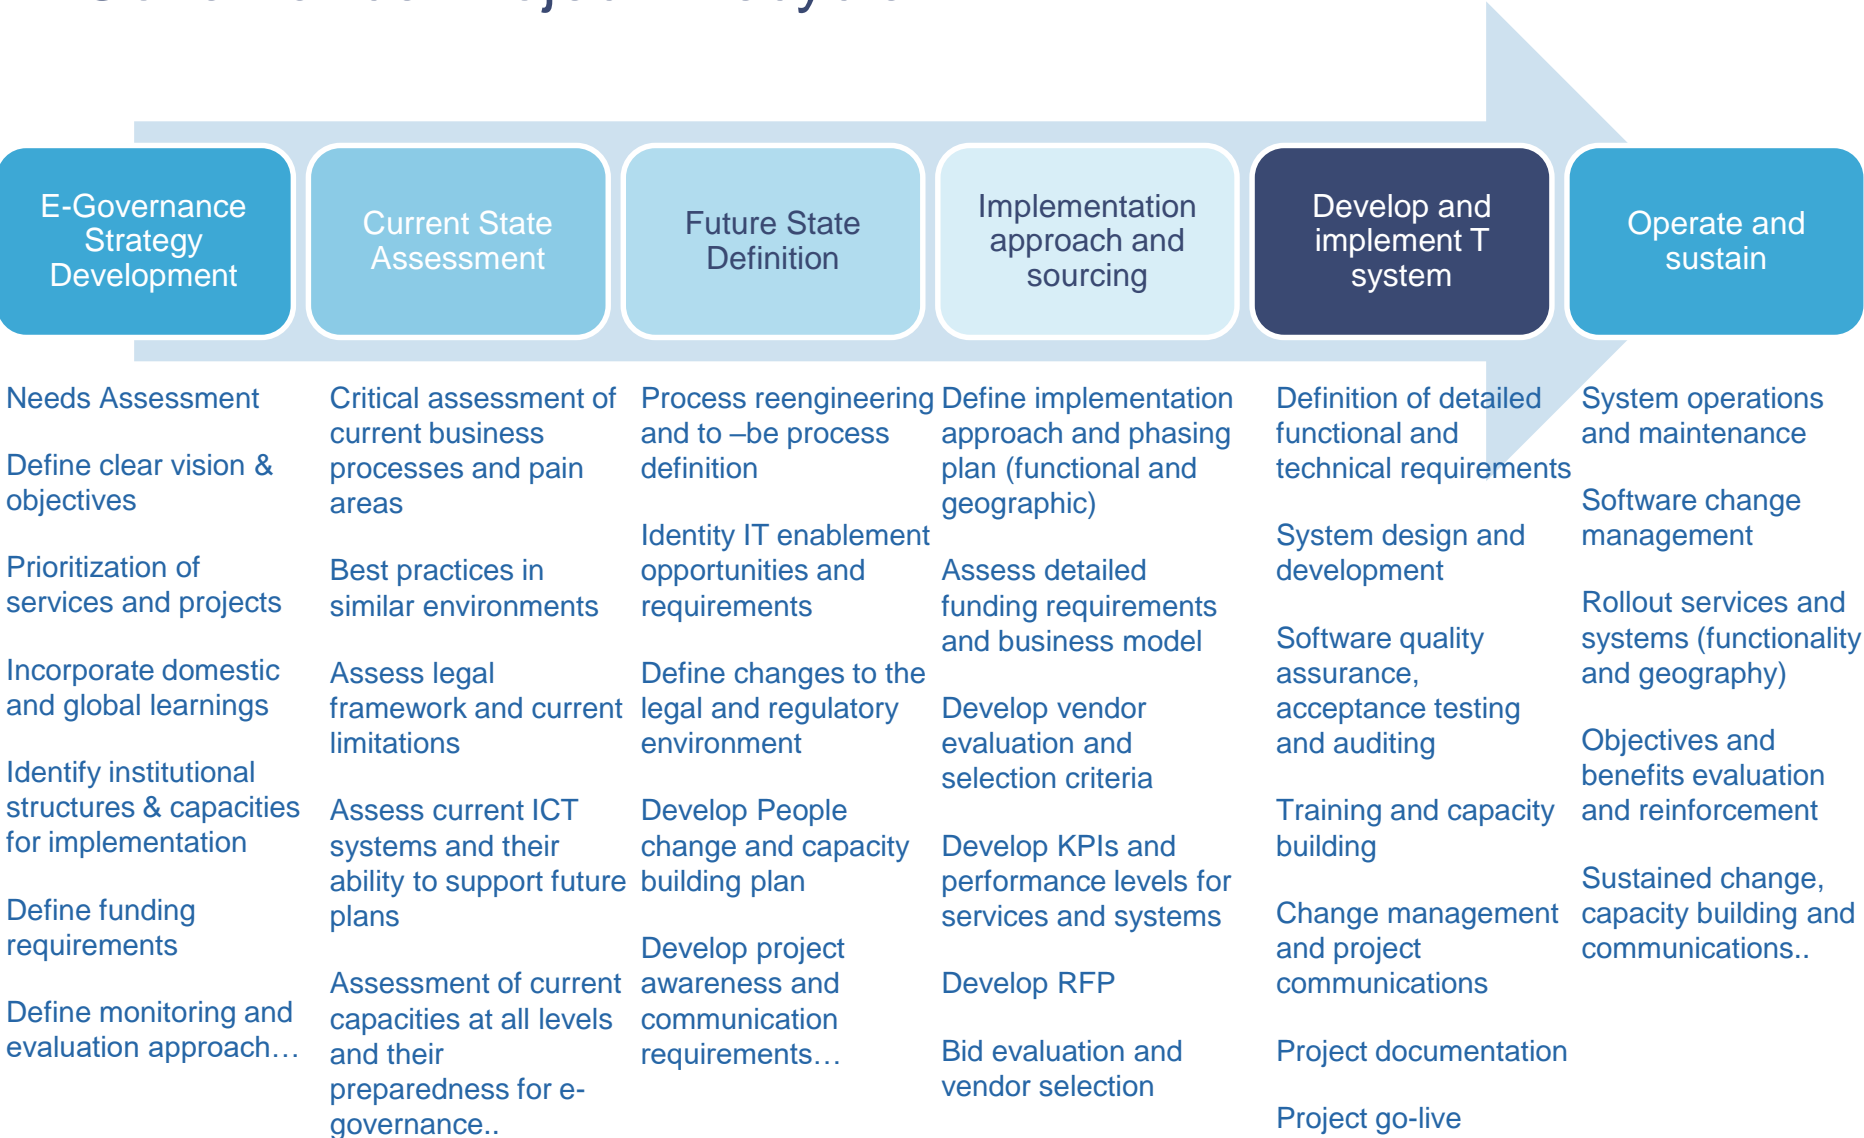 E-Governance
Strategy
Development
Current State
Assessment
Future State
Definition
Implementation
approach and
sourcing
Develop and
implement T
system
Operate and
sustain
Needs Assessment
Define clear vision &
objectives
Prioritization of
services and projects
Incorporate domestic
and global learnings
Identify institutional
structures & capacities
for implementation
Define funding
requirements
Define monitoring and
evaluation approach…
Critical assessment of
current business
processes and pain
areas
Best practices in
similar environments
Assess legal
framework and current
limitations
Assess current ICT
systems and their
ability to support future
plans
Assessment of current
capacities at all levels
and their
preparedness for e-
governance..
Process reengineering
and to –be process
definition
Identity IT enablement
opportunities and
requirements
Define changes to the
legal and regulatory
environment
Develop People
change and capacity
building plan
Develop project
awareness and
communication
requirements…
Define implementation
approach and phasing
plan (functional and
geographic)
Assess detailed
funding requirements
and business model
Develop vendor
evaluation and
selection criteria
Develop KPIs and
performance levels for
services and systems
Develop RFP
Bid evaluation and
vendor selection
Definition of detailed
functional and
technical requirements
System design and
development
Software quality
assurance,
acceptance testing
and auditing
Training and capacity
building
Change management
and project
communications
Project documentation
Project go-live
System operations
and maintenance
Software change
management
Rollout services and
systems (functionality
and geography)
Objectives and
benefits evaluation
and reinforcement
Sustained change,
capacity building and
communications..